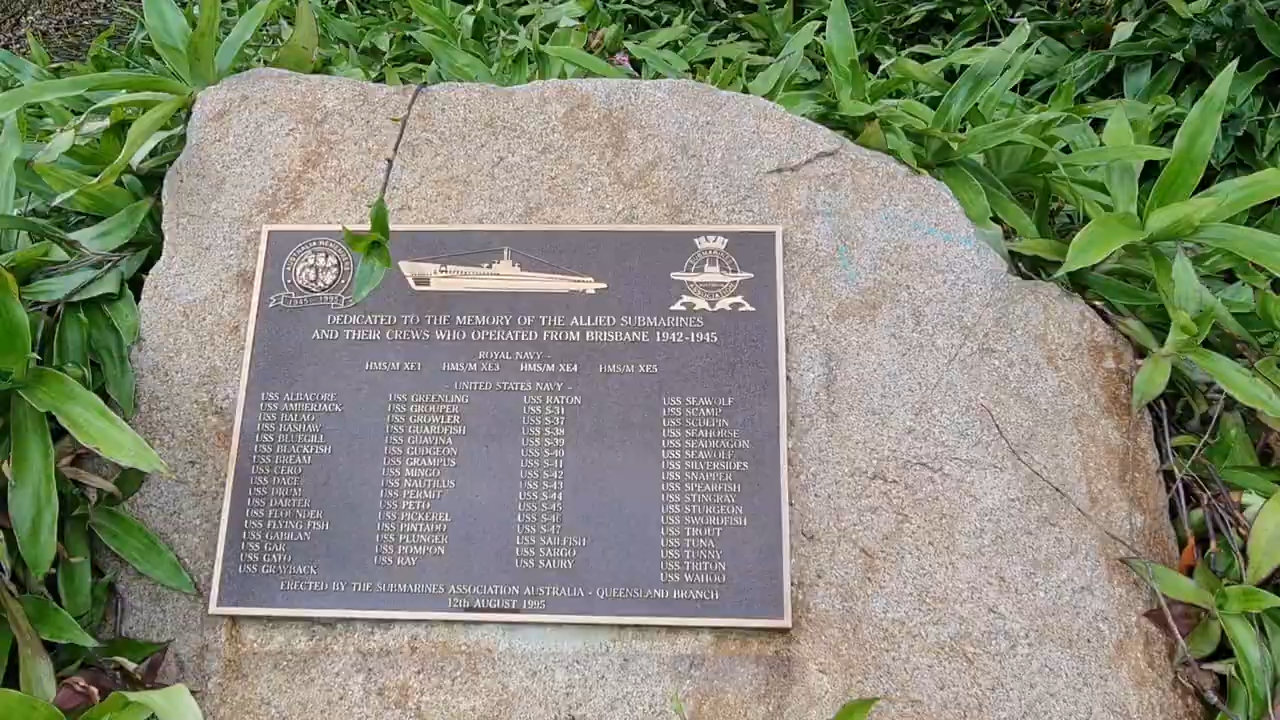 AUSTRALIA REMEMBERS
1945 - 1995
SUBMARINES
ASSOCIATION
DEDICATED TO THE MEMORY OF THE ALLIED SUBMARINES
AND THEIR CREWS WHO OPERATED FROM BRISBANE 1942-1945
- ROYAL NAVY -
HMS/M XE1 HMS/M XE3 HMS/M XE4 HMS/M XE5
- UNITED STATES NAVY -
USS ALBACORE
USS AMBERJACK
USS BALAO
USS BASHAW
USS BLUEGILL
USS BLACKFISH
USS BREAM
USS CERO
USS DACE
USS DRUM
USS DARTER
USS FLOUNDER
USS FLYING FISH
USS GABILAN
USS GAR
USS GATO
USS GRAYBACK
USS GREENLING
USS GROUPER
USS GROWLER
USS GUARDFISH
USS GUAVINA
USS GUDGEON
USS GRAMPUS
USS MINGO
USS NAUTILUS
USS PERMIT
USS PETO
USS PICKEREL
USS PINTADO
USS PLUNGER
USS POMPON
USS RAY
USS RATON
USS S-31
USS S-37
USS S-38
USS S-39
USS S-40
USS S-41
USS S-42
USS S-43
USS S-44
USS S-45
USS S-46
USS S-47
USS SAILFISH
USS SARGO
USS SAURY
USS SEAWOLF
USS SCAMP
USS SCULPIN
USS SEAHORSE
USS SEADRAGON
USS SEAWOLF
USS SILVERSIDES
USS SNAPPER
USS SPEARFISH
USS STINGRAY
USS STURGEON
USS SWORDFISH
USS TROUT
USS TUNA
USS TUNNY
USS TRITON
USS WAHOO
ERECTED BY THE SUBMARINES ASSOCIATION AUSTRALIA - QUEENSLAND BRANCH
12th AUGUST 1995